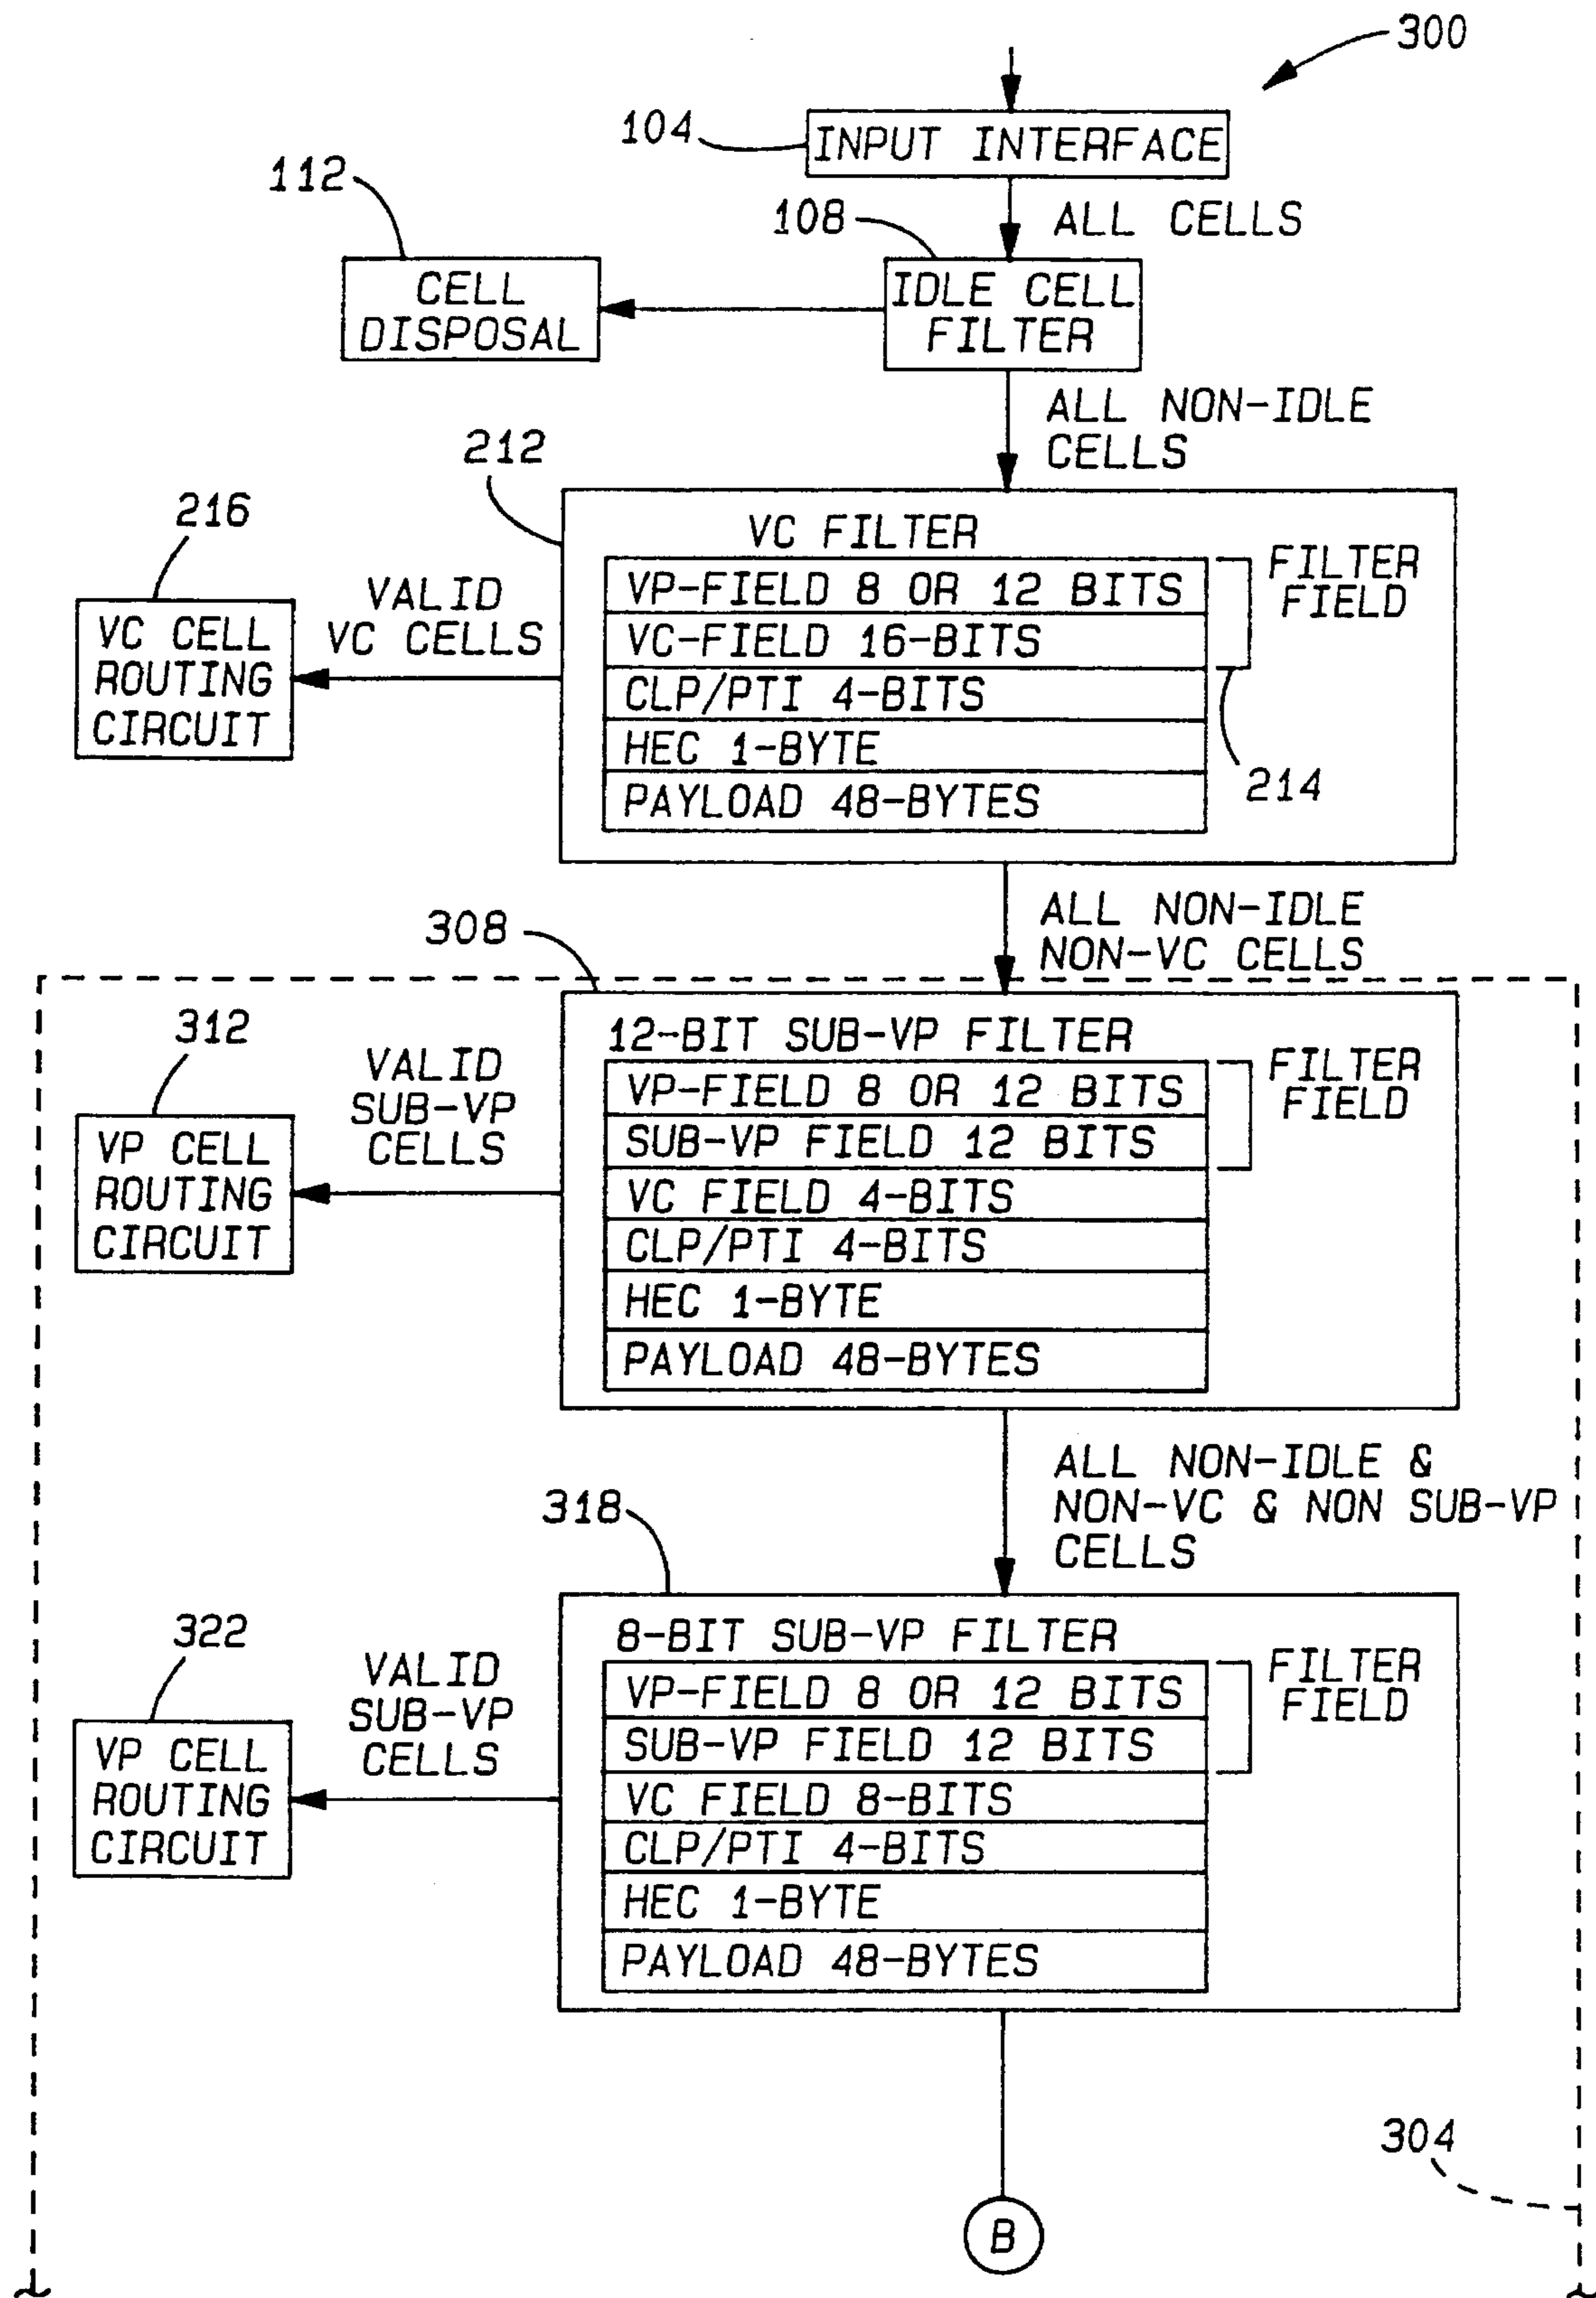 300
104
INPUT INTERFACE
112
108
ALL CELLS
CELL
DISPOSAL
IDLE CELL
FILTER
ALL NON-IDLE
CELLS
212
216
VC FILTER
FILTER
FIELD
VP-FIELD 8 OR 12 BITS
VC-FIELD 16-BITS
CLP/PTI 4-BITS
HEC 1-BYTE
PAYLOAD 48-BYTES
214
VALID
VC CELLS
VC CELL
ROUTING
CIRCUIT
ALL NON-IDLE
NON-VC CELLS
308
312
12-BIT SUB-VP FILTER
FILTER
FIELD
VP-FIELD 8 OR 12 BITS
SUB-VP FIELD 12 BITS
VC FIELD 4-BITS
CLP/PTI 4-BITS
HEC 1-BYTE
PAYLOAD 48-BYTES
VALID
SUB-VP
CELLS
VP CELL
ROUTING
CIRCUIT
ALL NON-IDLE &
NON-VC & NON SUB-VP
CELLS
318
322
8-BIT SUB-VP FILTER
FILTER
FIELD
VP-FIELD 8 OR 12 BITS
SUB-VP FIELD 12 BITS
VC FIELD 8-BITS
CLP/PTI 4-BITS
HEC 1-BYTE
PAYLOAD 48-BYTES
VALID
SUB-VP
CELLS
VP CELL
ROUTING
CIRCUIT
304
B